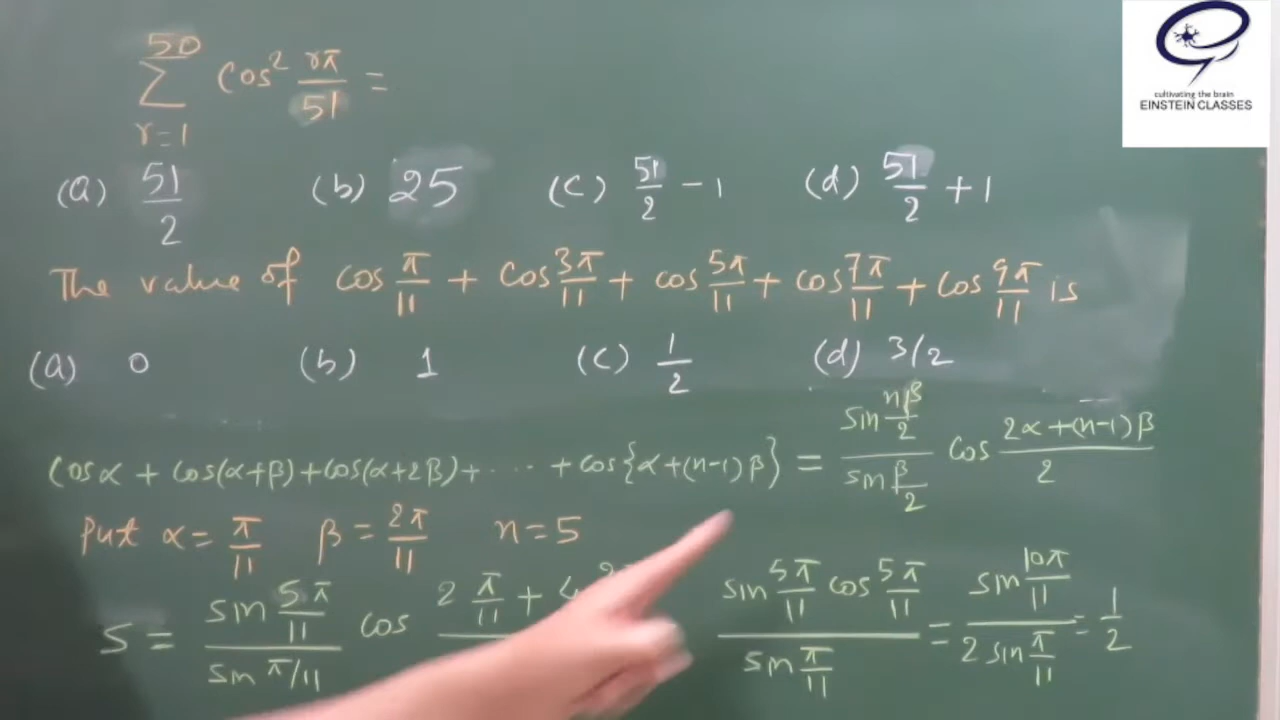 50
∑ cos² rπ/51 =
r=1
cultivating the brain
EINSTEIN CLASSES
(a) 51/2 (b) 25 (c) 51/2 − 1 (d) 51/2 + 1
The value of cos π/11 + cos 3π/11 + cos 5π/11 + cos 7π/11 + cos 9π/11 is
(a) 0 (b) 1 (c) 1/2 (d) 3/2
cosα + cos(α+β) + cos(α+2β) + ···· + cos{α+(n-1)β} = sin nβ/2 / sin β/2 cos 2α+(n-1)β / 2
Put α = π/11 β = 2π/11 n = 5
S = sin 5π/11 / sin π/11 cos 2 π/11 + 4 sin 5π/11 cos 5π/11 / sin π/11 = sin 10π/11 / 2 sin π/11 = 1/2